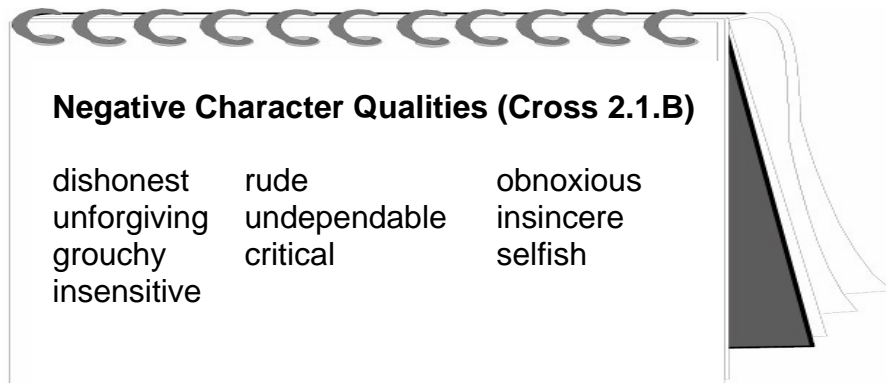 Negative Character Qualities (Cross 2.1.B)
dishonest rude obnoxious
unforgiving undependable insincere
grouchy critical selfish
insensitive